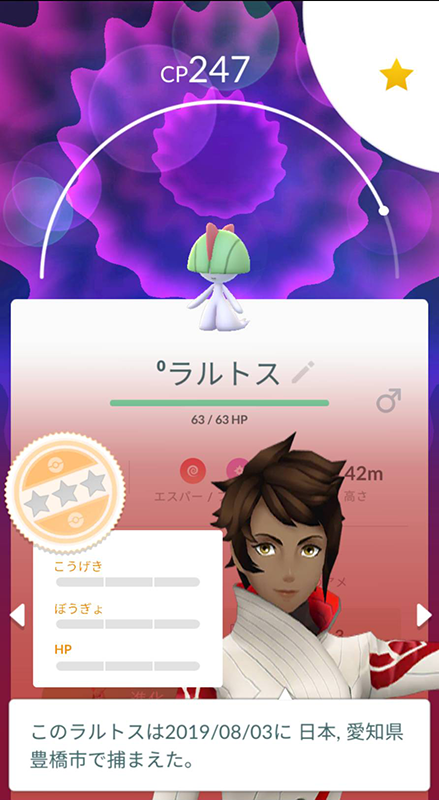 CP247
⁰ラルトス
63 / 63 HP
エスパー /
42m
高さ
こうげき
ぼうぎょ
HP
このラルトスは2019/08/03に 日本, 愛知県
豊橋市で捕まえた。